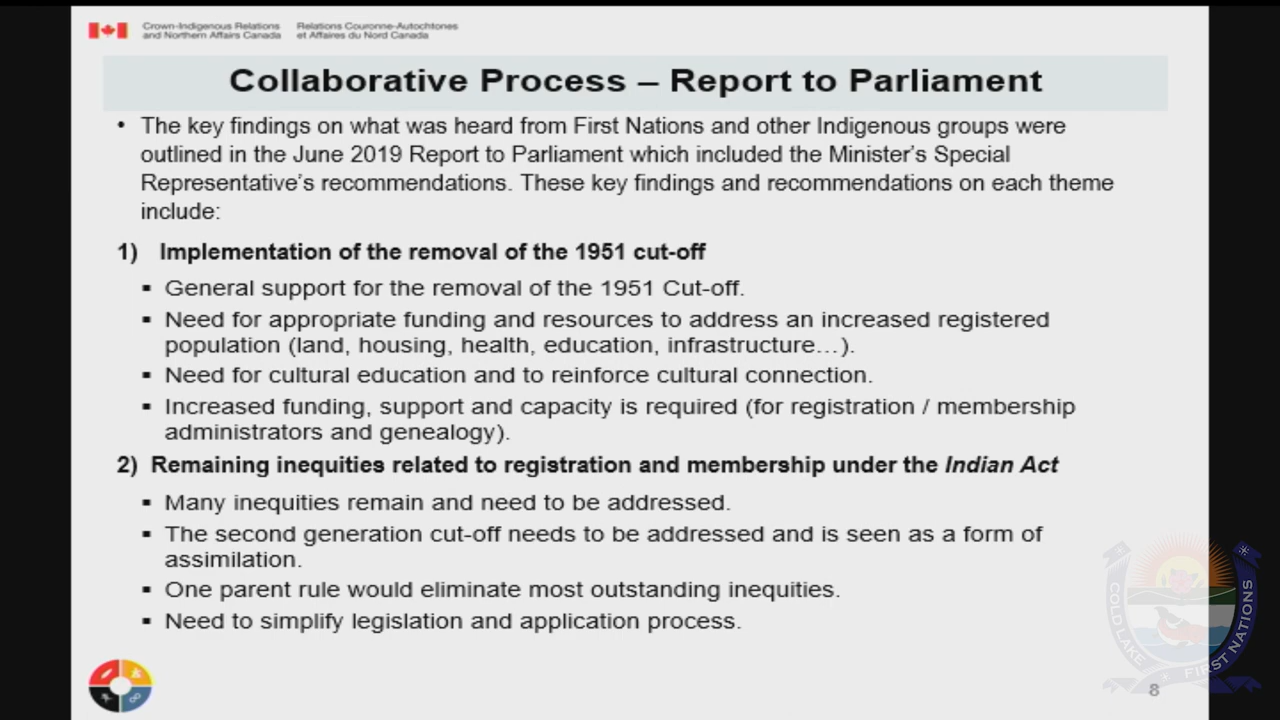 Crown-Indigenous Relations
and Northern Affairs Canada
Relations Couronne-Autochtones
et Affaires du Nord Canada
Collaborative Process – Report to Parliament
• The key findings on what was heard from First Nations and other Indigenous groups were
outlined in the June 2019 Report to Parliament which included the Minister’s Special
Representative’s recommendations. These key findings and recommendations on each theme
include:
1) Implementation of the removal of the 1951 cut-off
▪ General support for the removal of the 1951 Cut-off.
▪ Need for appropriate funding and resources to address an increased registered
population (land, housing, health, education, infrastructure…).
▪ Need for cultural education and to reinforce cultural connection.
▪ Increased funding, support and capacity is required (for registration / membership
administrators and genealogy).
2) Remaining inequities related to registration and membership under the Indian Act
▪ Many inequities remain and need to be addressed.
▪ The second generation cut-off needs to be addressed and is seen as a form of
assimilation.
▪ One parent rule would eliminate most outstanding inequities.
▪ Need to simplify legislation and application process.
COLD LAKE FIRST NATIONS
8